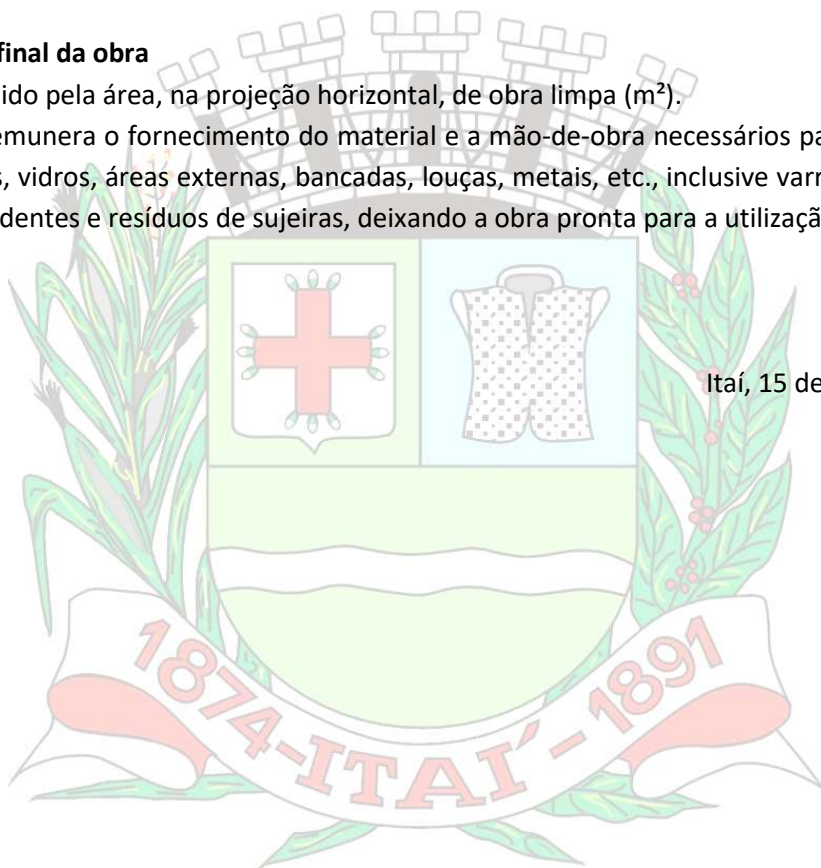 final da obra
ido pela área, na projeção horizontal, de obra limpa (m²).
emunera o fornecimento do material e a mão-de-obra necessários pa
s, vidros, áreas externas, bancadas, louças, metais, etc., inclusive varr
dentes e resíduos de sujeiras, deixando a obra pronta para a utilizaçã
Itaí, 15 de
1874-ITAÍ-1891